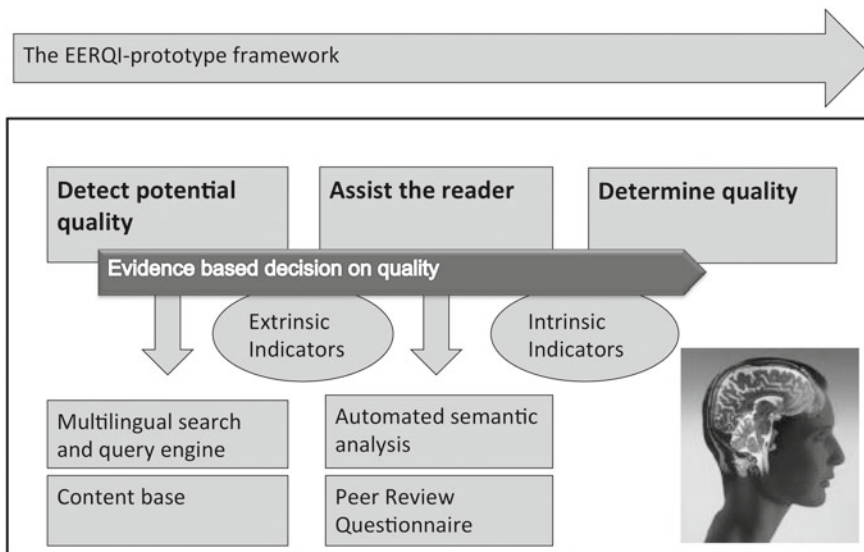 The EERQI-prototype framework
Detect potential
quality
Assist the reader
Determine quality
Evidence based decision on quality
Extrinsic
Indicators
Intrinsic
Indicators
Multilingual search
and query engine
Automated semantic
analysis
Content base
Peer Review
Questionnaire